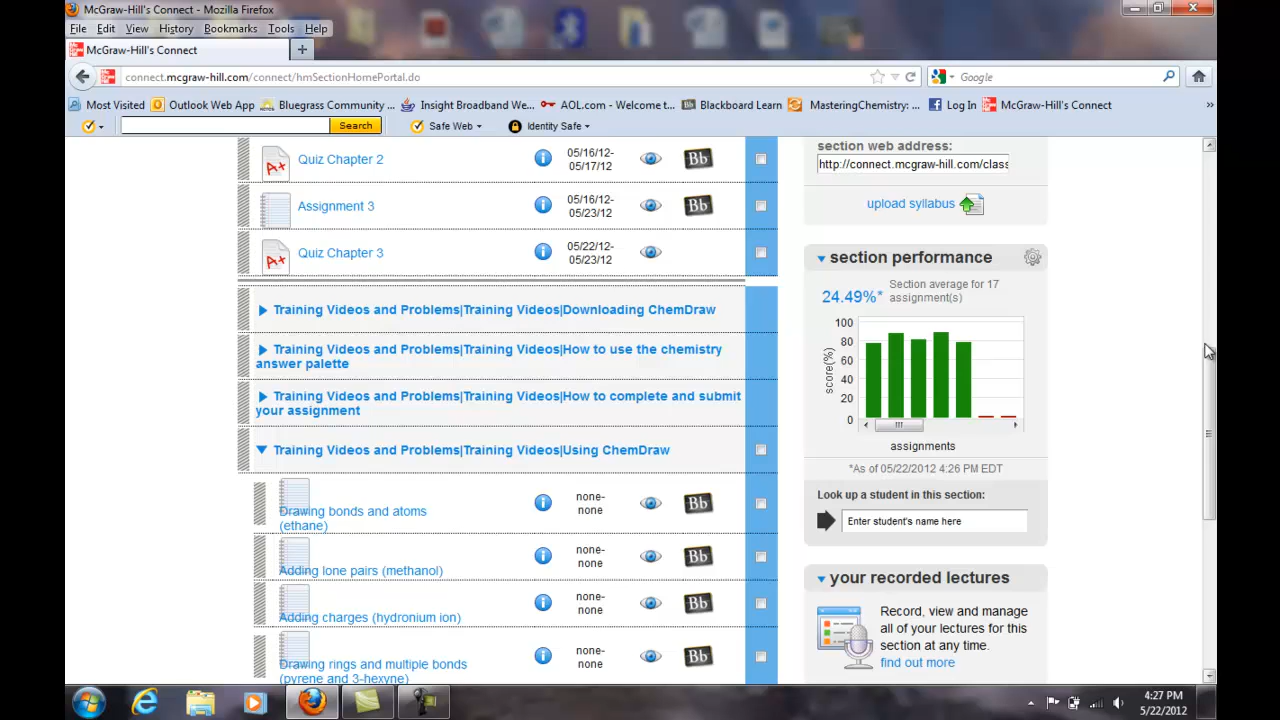 McGraw-Hill's Connect - Mozilla Firefox
File Edit View History Bookmarks Tools Help
McGraw-Hill's Connect
connect.mcgraw-hill.com/connect/hmSectionHomePortal.do
Google
Most Visited Outlook Web App Bluegrass Community ... Insight Broadband We... AOL.com - Welcome t... Blackboard Learn MasteringChemistry: ... Log In McGraw-Hill's Connect
Search Safe Web Identity Safe
A+ Quiz Chapter 2 05/16/12-
05/17/12 Bb
Assignment 3 05/16/12-
05/23/12 Bb
A+ Quiz Chapter 3 05/22/12-
05/23/12
Training Videos and Problems|Training Videos|Downloading ChemDraw
Training Videos and Problems|Training Videos|How to use the chemistry
answer palette
Training Videos and Problems|Training Videos|How to complete and submit
your assignment
Training Videos and Problems|Training Videos|Using ChemDraw
Drawing bonds and atoms
(ethane) none-
none Bb
Adding lone pairs (methanol) none-
none Bb
Adding charges (hydronium ion) none-
none Bb
Drawing rings and multiple bonds
(pyrene and 3-hexyne) none-
none Bb
section web address:
http://connect.mcgraw-hill.com/class
upload syllabus
section performance
24.49%* Section average for 17
assignment(s)
score(%)
100
80
60
40
20
0
assignments
*As of 05/22/2012 4:26 PM EDT
Look up a student in this section:
Enter student's name here
your recorded lectures
Record, view and manage
all of your lectures for this
section at any time.
find out more
4:27 PM
5/22/2012